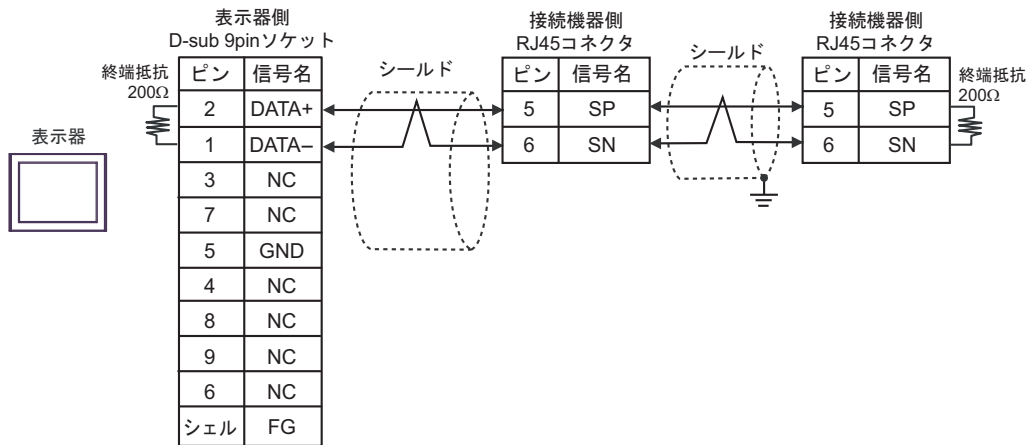 表示器側
D-sub 9pinソケット
終端抵抗
200Ω
ピン 信号名
2 DATA+
1 DATA−
3 NC
7 NC
5 GND
4 NC
8 NC
9 NC
6 NC
シェル FG
表示器
シールド
接続機器側
RJ45コネクタ
ピン 信号名
5 SP
6 SN
シールド
接続機器側
RJ45コネクタ
ピン 信号名
5 SP
6 SN
終端抵抗
200Ω